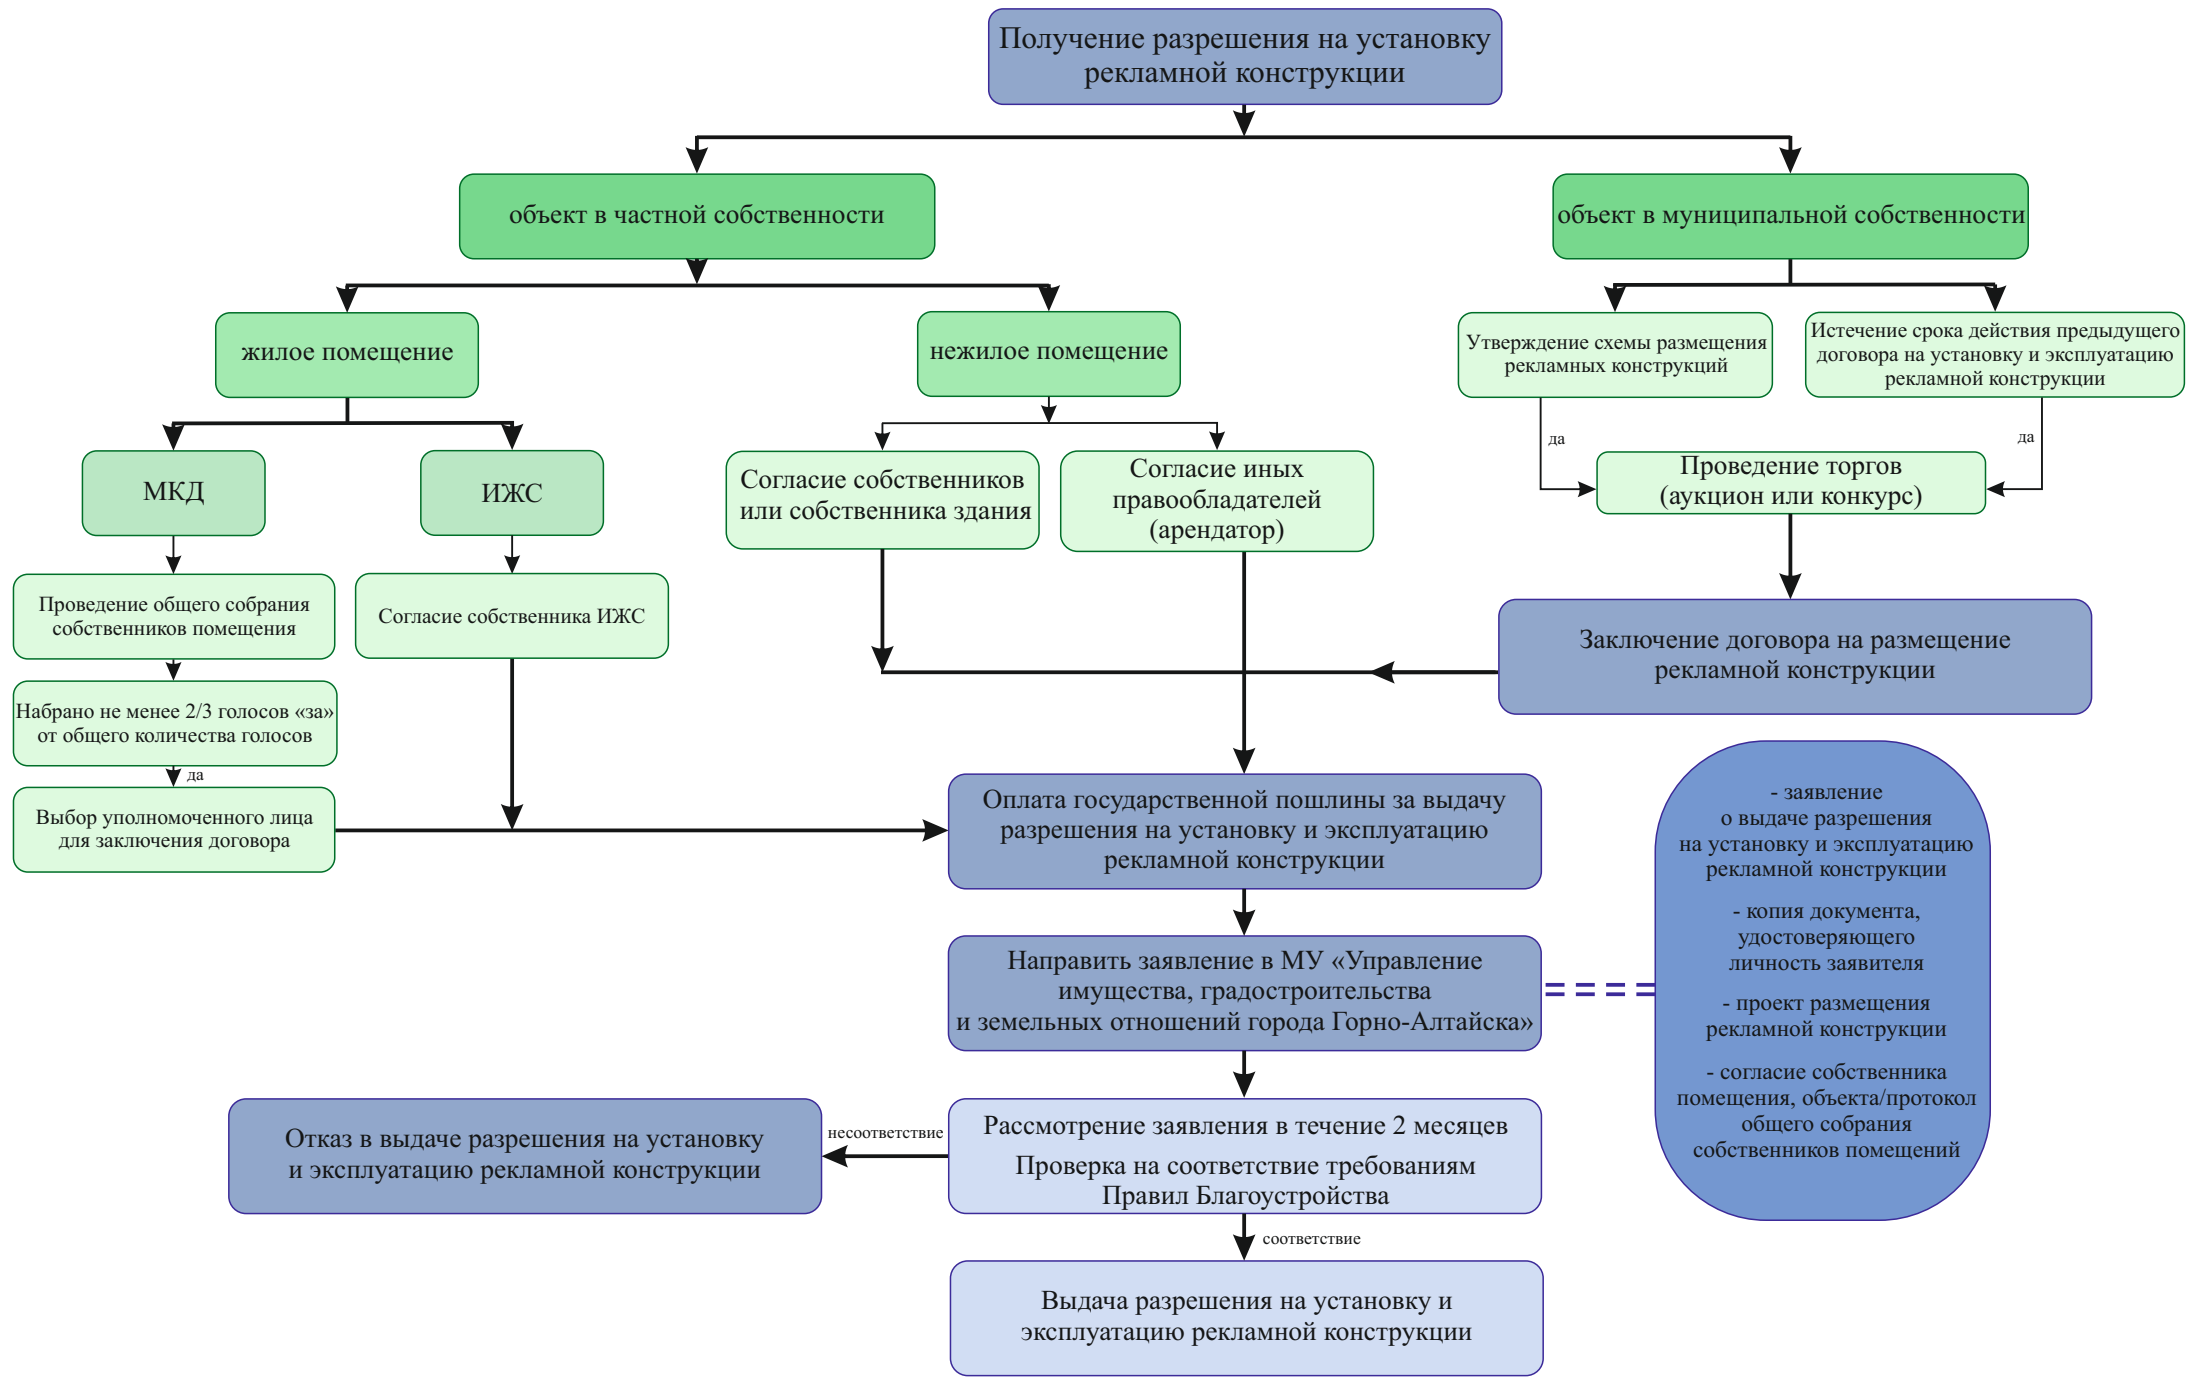 Получение разрешения на установку
рекламной конструкции
объект в частной собственности
объект в муниципальной собственности
жилое помещение
нежилое помещение
Утверждение схемы размещения
рекламных конструкций
Истечение срока действия предыдущего
договора на установку и эксплуатацию
рекламной конструкции
да
да
МКД
ИЖС
Согласие собственников
или собственника здания
Согласие иных
правообладателей
(арендатор)
Проведение торгов
(аукцион или конкурс)
Проведение общего собрания
собственников помещения
Согласие собственника ИЖС
Заключение договора на размещение
рекламной конструкции
Набрано не менее 2/3 голосов «за»
от общего количества голосов
да
Выбор уполномоченного лица
для заключения договора
Оплата государственной пошлины за выдачу
разрешения на установку и эксплуатацию
рекламной конструкции
- заявление
о выдаче разрешения
на установку и эксплуатацию
рекламной конструкции
- копия документа,
удостоверяющего
личность заявителя
- проект размещения
рекламной конструкции
- согласие собственника
помещения, объекта/протокол
общего собрания
собственников помещений
Направить заявление в МУ «Управление
имущества, градостроительства
и земельных отношений города Горно-Алтайска»
Отказ в выдаче разрешения на установку
и эксплуатацию рекламной конструкции
несоответствие
Рассмотрение заявления в течение 2 месяцев
Проверка на соответствие требованиям
Правил Благоустройства
соответствие
Выдача разрешения на установку и
эксплуатацию рекламной конструкции